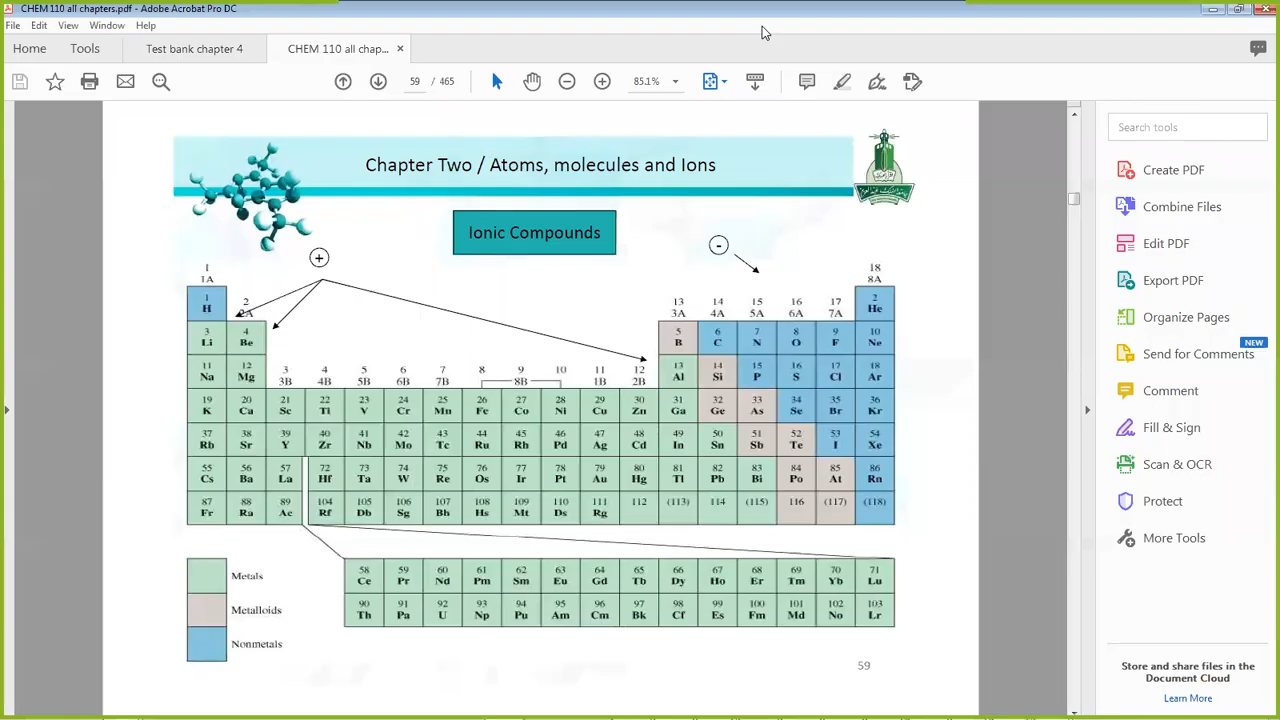 CHEM 110 all chapters.pdf - Adobe Acrobat Pro DC
File Edit View Window Help
Home Tools Test bank chapter 4 CHEM 110 all chap... ×
59 / 465 85.1%
Chapter Two / Atoms, molecules and Ions
Ionic Compounds
+ -
1 18
1A 8A
1 2 13 14 15 16 17 2
H 2A 3A 4A 5A 6A 7A He
3 4 5 6 7 8 9 10
Li Be B C N O F Ne
11 12 3 4 5 6 7 8 9 10 11 12 13 14 15 16 17 18
Na Mg 3B 4B 5B 6B 7B 8B 1B 2B Al Si P S Cl Ar
19 20 21 22 23 24 25 26 27 28 29 30 31 32 33 34 35 36
K Ca Sc Ti V Cr Mn Fe Co Ni Cu Zn Ga Ge As Se Br Kr
37 38 39 40 41 42 43 44 45 46 47 48 49 50 51 52 53 54
Rb Sr Y Zr Nb Mo Tc Ru Rh Pd Ag Cd In Sn Sb Te I Xe
55 56 57 72 73 74 75 76 77 78 79 80 81 82 83 84 85 86
Cs Ba La Hf Ta W Re Os Ir Pt Au Hg Tl Pb Bi Po At Rn
87 88 89 104 105 106 107 108 109 110 111 112 (113) 114 (115) 116 (117) (118)
Fr Ra Ac Rf Db Sg Bh Hs Mt Ds Rg
58 59 60 61 62 63 64 65 66 67 68 69 70 71
Ce Pr Nd Pm Sm Eu Gd Tb Dy Ho Er Tm Yb Lu
90 91 92 93 94 95 96 97 98 99 100 101 102 103
Th Pa U Np Pu Am Cm Bk Cf Es Fm Md No Lr
Metals
Metalloids
Nonmetals
59
Search tools
Create PDF
Combine Files
Edit PDF
Export PDF
Organize Pages
NEW
Send for Comments
Comment
Fill & Sign
Scan & OCR
Protect
More Tools
Store and share files in the
Document Cloud
Learn More